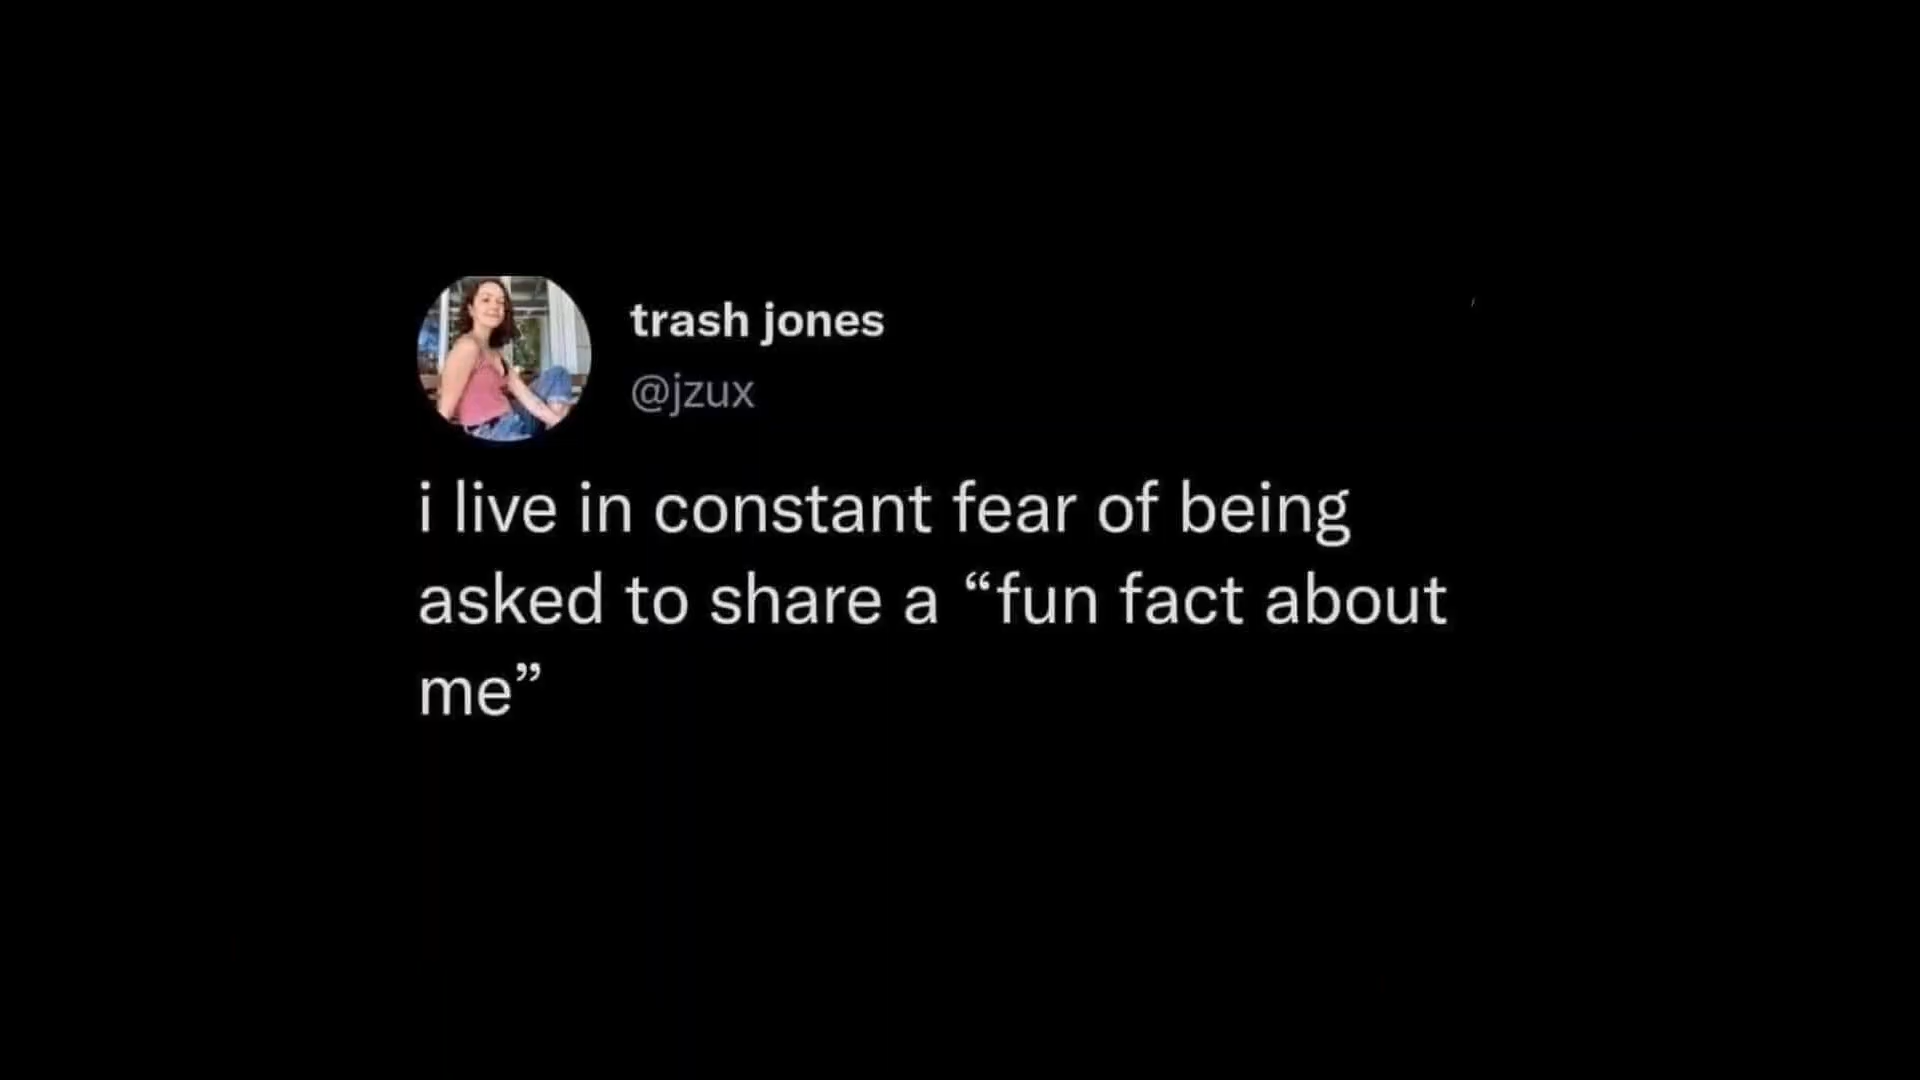 trash jones
@jzux
i live in constant fear of being
asked to share a “fun fact about
me”